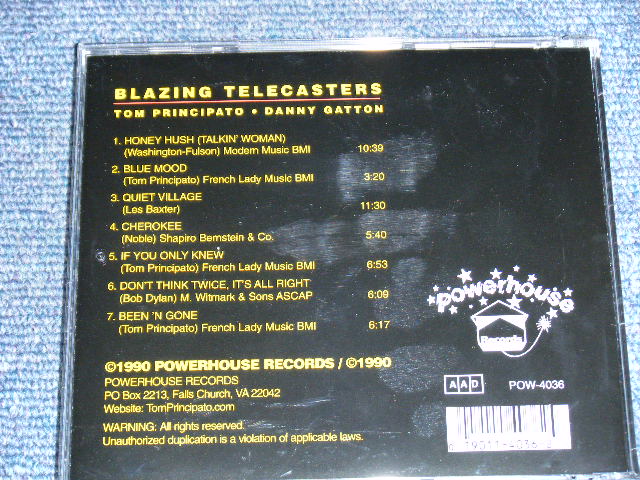 BLAZING TELECASTERS
TOM PRINCIPATO • DANNY GATTON
1. HONEY HUSH (TALKIN' WOMAN)
(Washington-Fulson) Modern Music BMI 10:39
2. BLUE MOOD
(Tom Principato) French Lady Music BMI 3:20
3. QUIET VILLAGE
(Les Baxter) 11:30
4. CHEROKEE
(Noble) Shapiro Bernstein & Co. 5:40
5. IF YOU ONLY KNEW
(Tom Principato) French Lady Music BMI 6:53
6. DON'T THINK TWICE, IT'S ALL RIGHT
(Bob Dylan) M. Witmark & Sons ASCAP 6:09
7. BEEN 'N GONE
(Tom Principato) French Lady Music BMI 6:17
powerhouse
Records
©1990 POWERHOUSE RECORDS / ©1990
POWERHOUSE RECORDS
PO Box 2213, Falls Church, VA 22042
Website: TomPrincipato.com
WARNING: All rights reserved.
Unauthorized duplication is a violation of applicable laws.
AAD
POW-4036